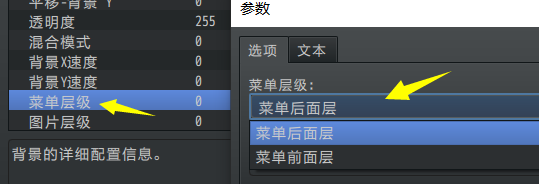 平移-背景 Y 0
透明度 255
混合模式 0
背景X速度 0
背景Y速度 0
菜单层级 0
图片层级 0
背景的详细配置信息。
参数
选项 文本
菜单层级:
菜单后面层
菜单后面层
菜单前面层